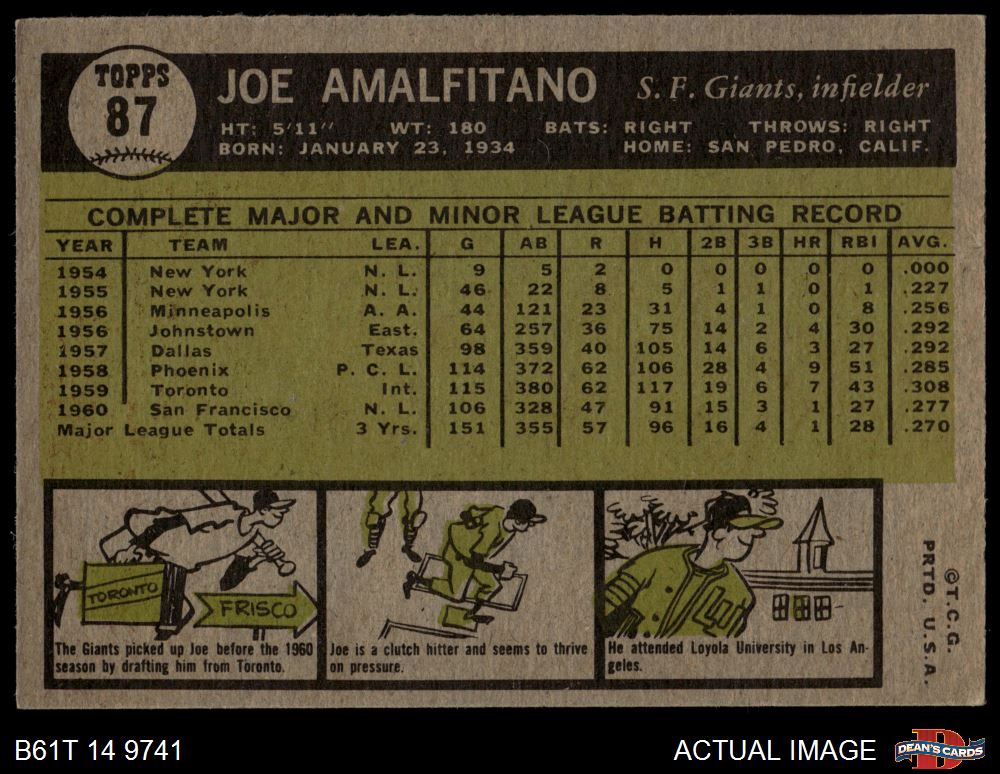 TOPPS
87
JOE AMALFITANO S. F. Giants, infielder
HT: 5'11" WT: 180 BATS: RIGHT THROWS: RIGHT
BORN: JANUARY 23, 1934 HOME: SAN PEDRO, CALIF.
COMPLETE MAJOR AND MINOR LEAGUE BATTING RECORD
YEAR TEAM LEA. G AB R H 2B 3B HR RBI AVG.
1954 New York N. L. 9 5 2 0 0 0 0 0 .000
1955 New York N. L. 46 22 8 5 1 1 0 1 .227
1956 Minneapolis A. A. 44 121 23 31 4 1 0 8 .256
1956 Johnstown East. 64 257 36 75 14 2 4 30 .292
1957 Dallas Texas 98 359 40 105 14 6 3 27 .292
1958 Phoenix P. C. L. 114 372 62 106 28 4 9 51 .285
1959 Toronto Int. 115 380 62 117 19 6 7 43 .308
1960 San Francisco N. L. 106 328 47 91 15 3 1 27 .277
Major League Totals 3 Yrs. 151 355 57 96 16 4 1 28 .270
TORONTO
FRISCO
The Giants picked up Joe before the 1960
season by drafting him from Toronto.
Joe is a clutch hitter and seems to thrive
on pressure.
LOY
He attended Loyola University in Los An-
geles.
©T.C.G.
PRTD. U.S.A.
B61T 14 9741 ACTUAL IMAGE
D
DEAN'S CARDS